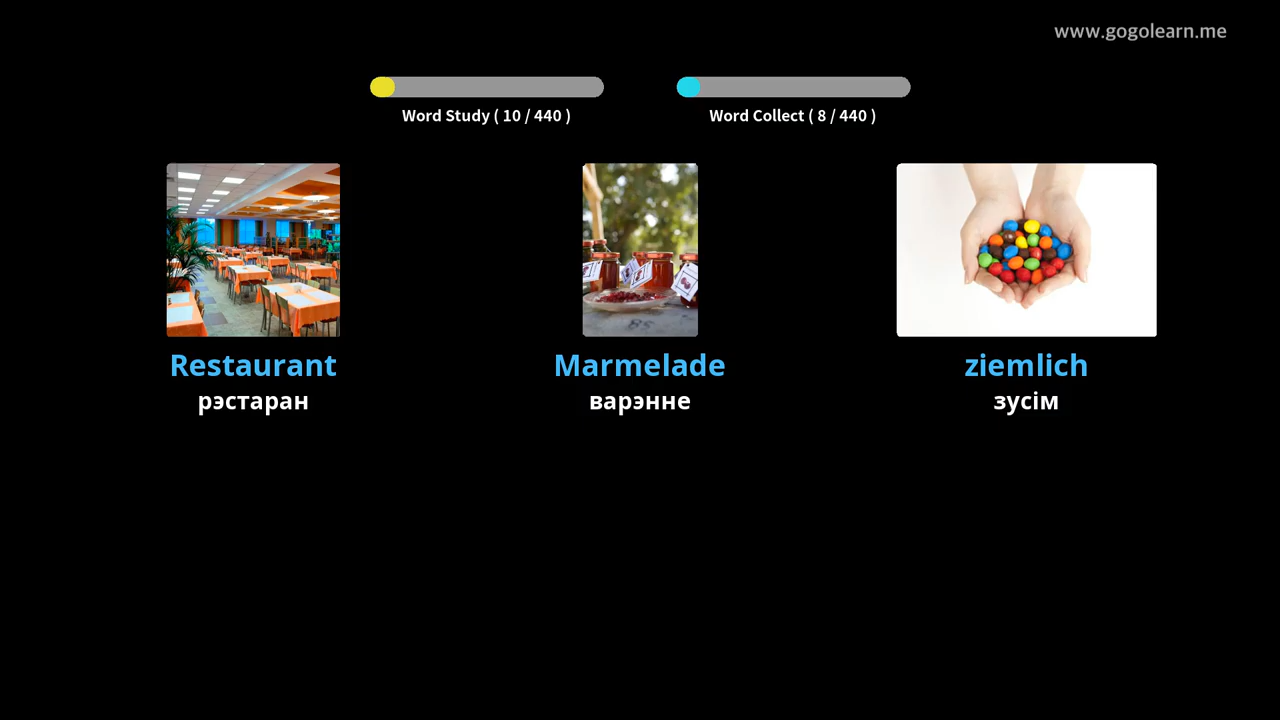 www.gogolearn.me
Word Study ( 10 / 440 )
Word Collect ( 8 / 440 )
Restaurant
рэстаран
Marmelade
варэнне
ziemlich
зусім